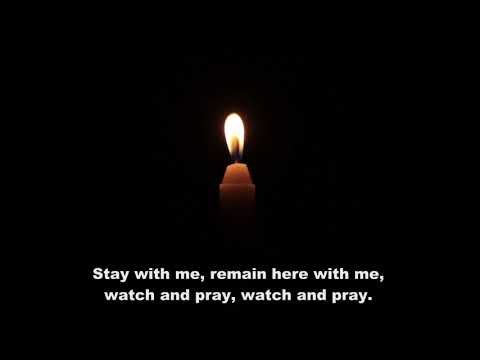 Stay with me, remain here with me,
watch and pray, watch and pray.